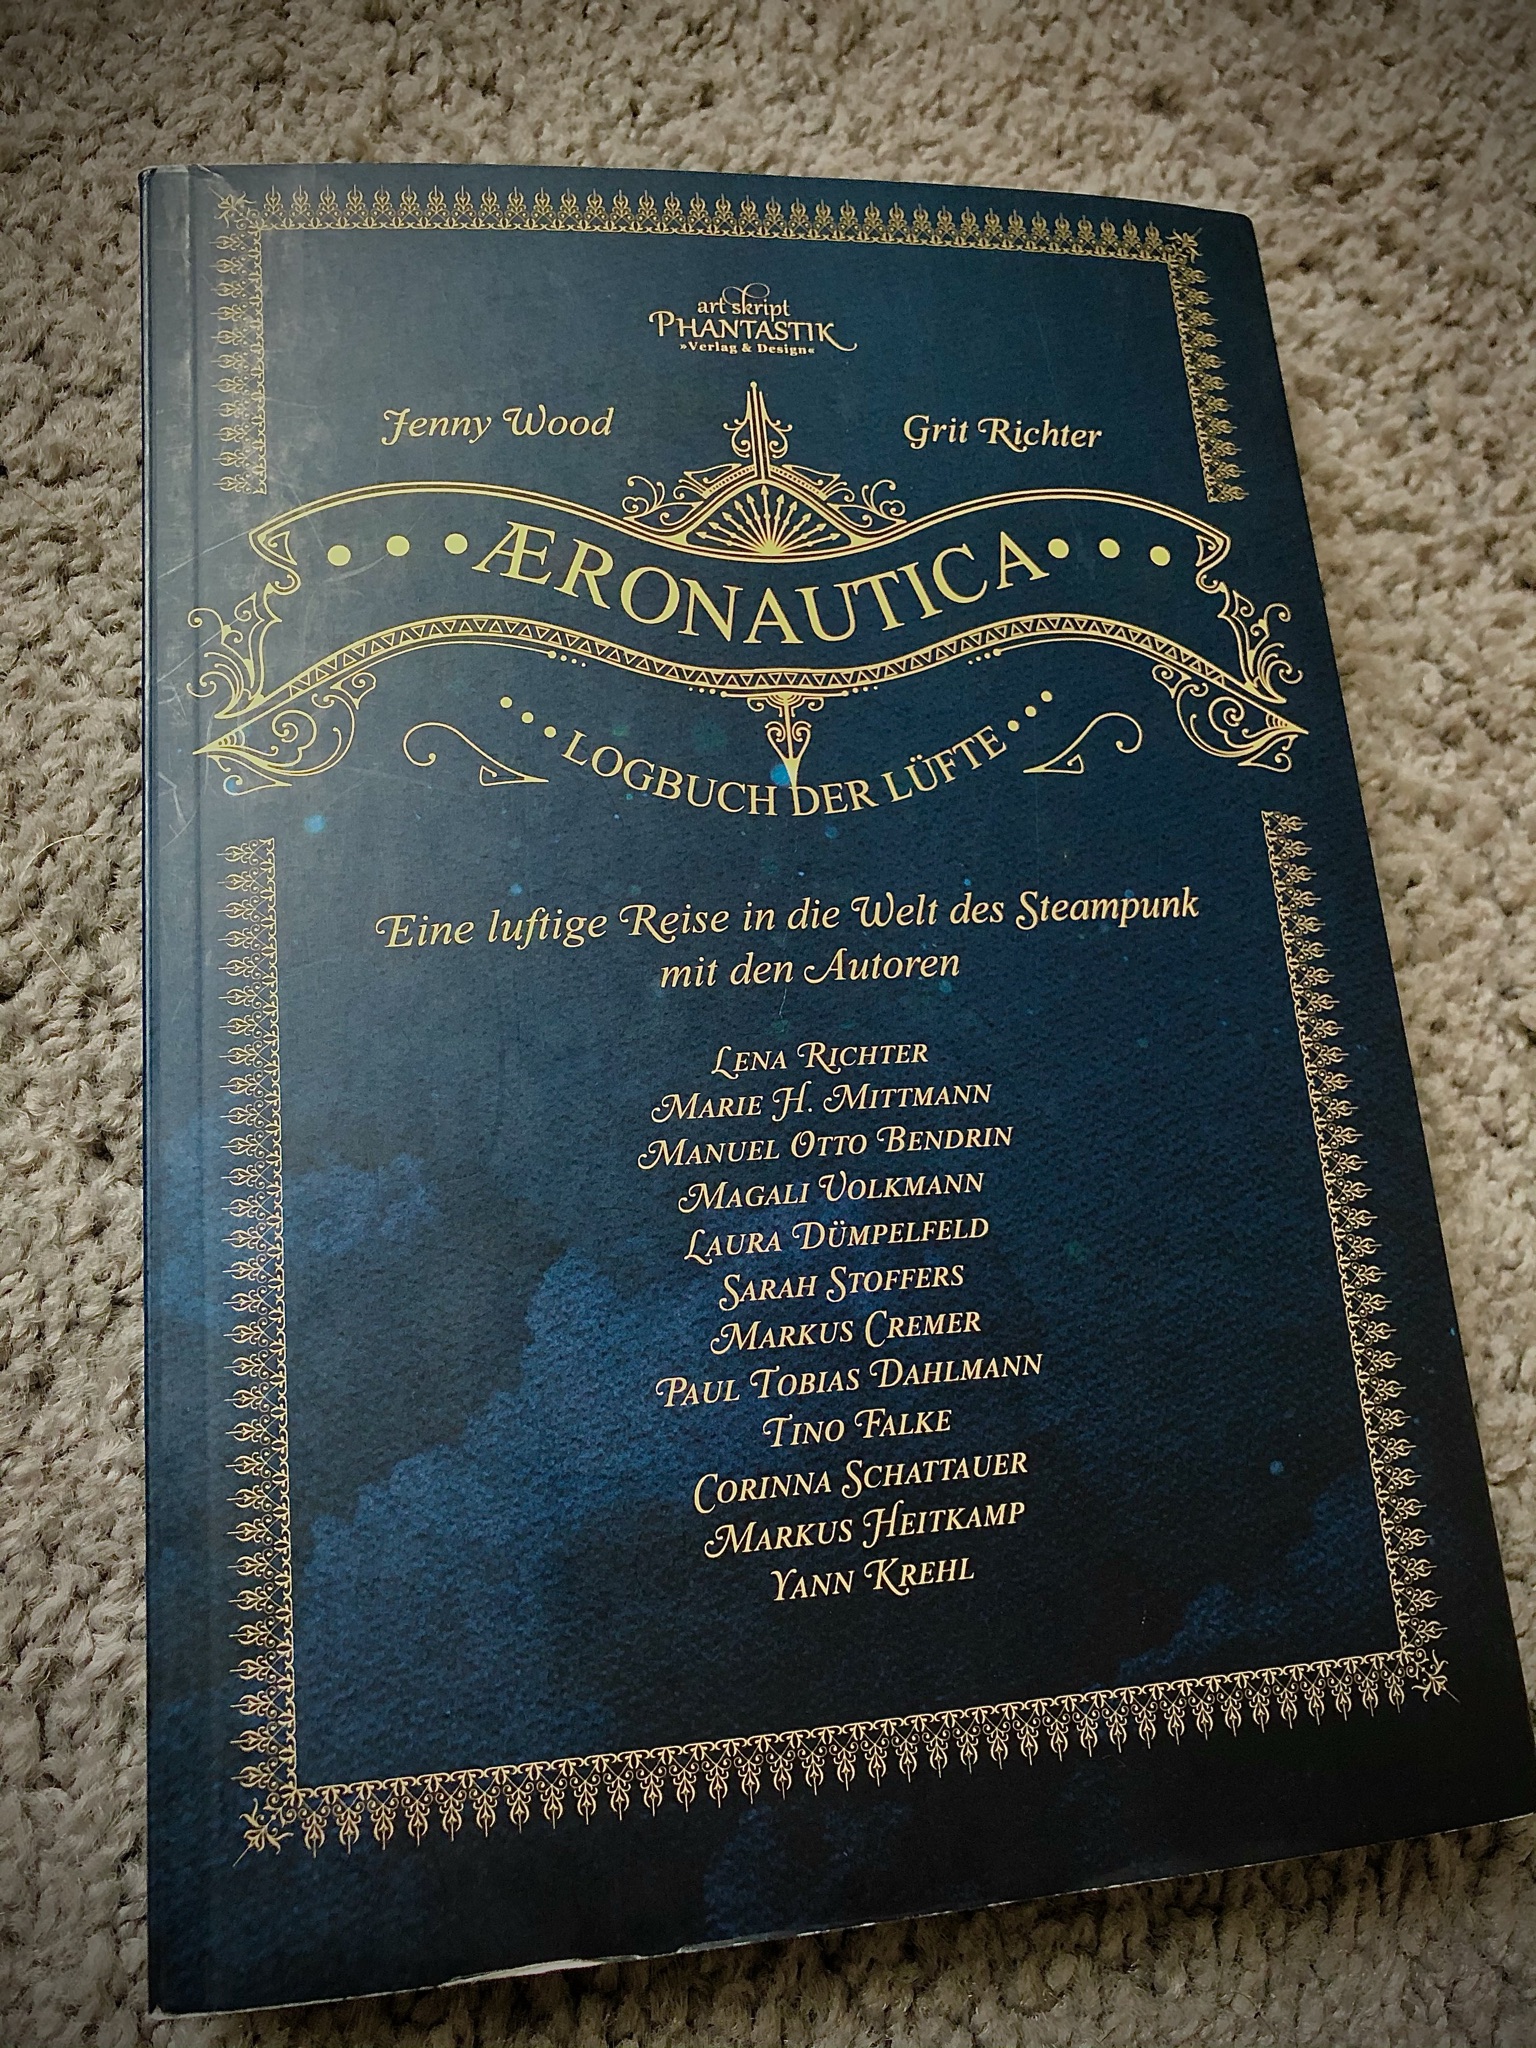 art skript
PHANTASTIK
»Verlag & Design«
Jenny Wood
Grit Richter
ÆRONAUTICA
LOGBUCH DER LÜFTE
Eine luftige Reise in die Welt des Steampunk
mit den Autoren
LENA RICHTER
MARIE H. MITTMANN
MANUEL OTTO BENDRIN
MAGALI VOLKMANN
LAURA DÜMPELFELD
SARAH STOFFERS
MARKUS CREMER
PAUL TOBIAS DAHLMANN
TINO FALKE
CORINNA SCHATTAUER
MARKUS HEITKAMP
YANN KREHL